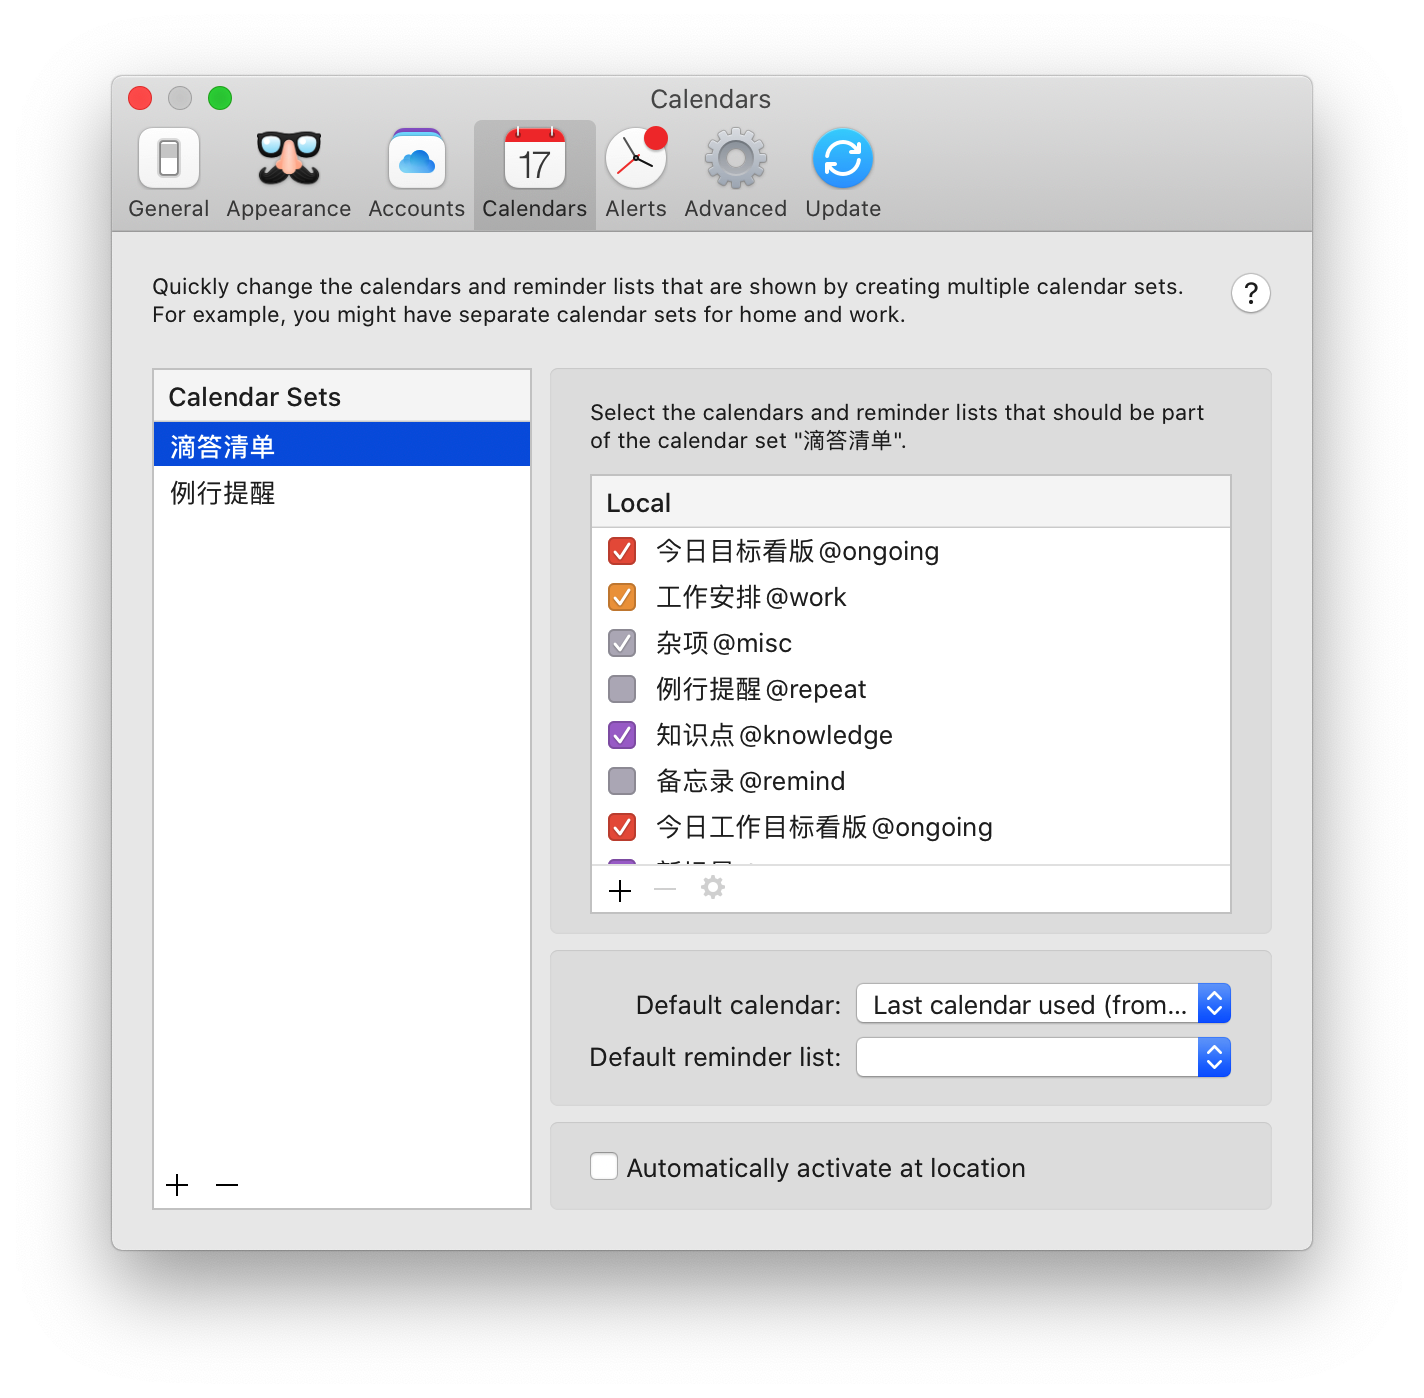 Calendars
General Appearance Accounts Calendars Alerts Advanced Update
17
Quickly change the calendars and reminder lists that are shown by creating multiple calendar sets.
For example, you might have separate calendar sets for home and work.
?
Calendar Sets
滴答清单
例行提醒
Select the calendars and reminder lists that should be part
of the calendar set "滴答清单".
Local
今日目标看版@ongoing
工作安排@work
杂项@misc
例行提醒@repeat
知识点@knowledge
备忘录@remind
今日工作目标看版@ongoing
Default calendar: Last calendar used (from...
Default reminder list:
Automatically activate at location